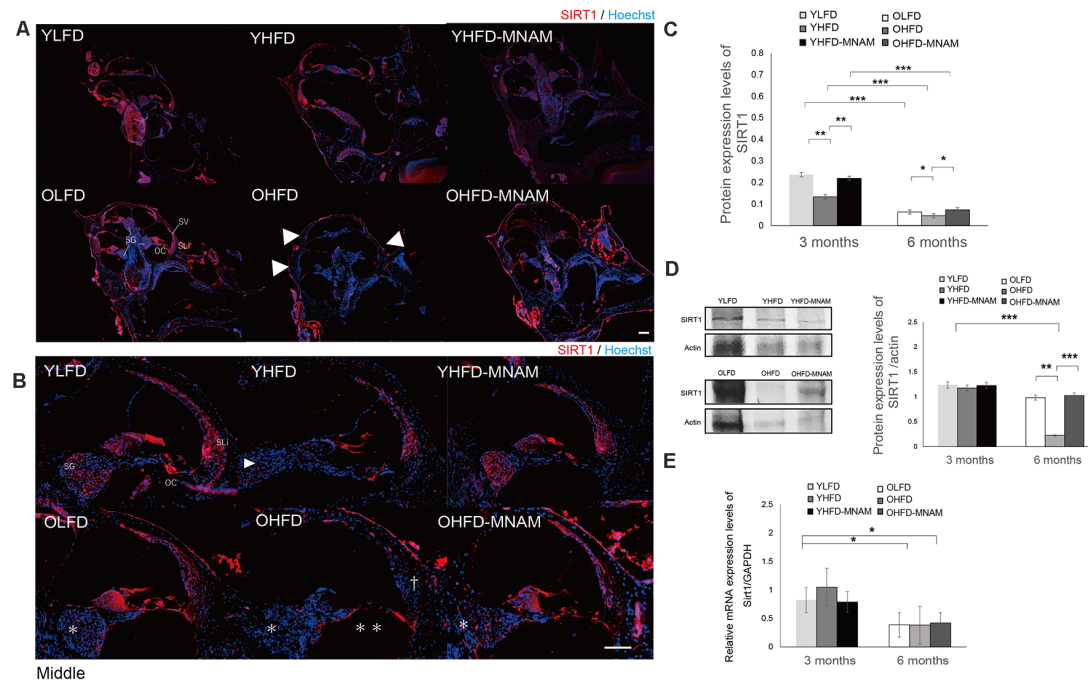 A
SIRT1 / Hoechst
YLFD
YHFD
YHFD-MNAM
OLFD
OHFD
OHFD-MNAM
SV
SG
OC
SLi
B
SIRT1 / Hoechst
YLFD
YHFD
YHFD-MNAM
SLi
SG
OC
OLFD
OHFD
OHFD-MNAM
†
*
*
* *
*
Middle
C
YLFD
OLFD
YHFD
OHFD
YHFD-MNAM
OHFD-MNAM
Protein expression levels of
SIRT1
0.8
0.7
0.6
0.5
0.4
0.3
0.2
0.1
0
***
***
***
**
**
*
*
3 months
6 months
D
YLFD
YHFD
YHFD-MNAM
SIRT1
Actin
OLFD
OHFD
OHFD-MNAM
SIRT1
Actin
YLFD
OLFD
YHFD
OHFD
YHFD-MNAM
OHFD-MNAM
Protein expression levels of
SIRT1 /actin
2.5
2
1.5
1
0.5
0
***
**
***
3 months
6 months
E
YLFD
OLFD
YHFD
OHFD
YHFD-MNAM
OHFD-MNAM
Relative mRNA expression levels of
Sirt1/GAPDH
2.5
2
1.5
1
0.5
0
*
*
3 months
6 months